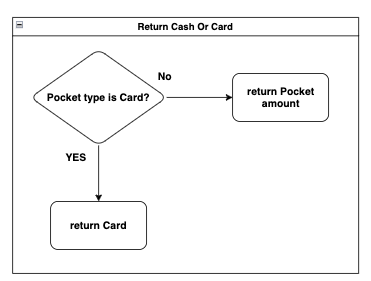 Return Cash Or Card
No
Pocket type is Card?
return Pocket
amount
YES
return Card